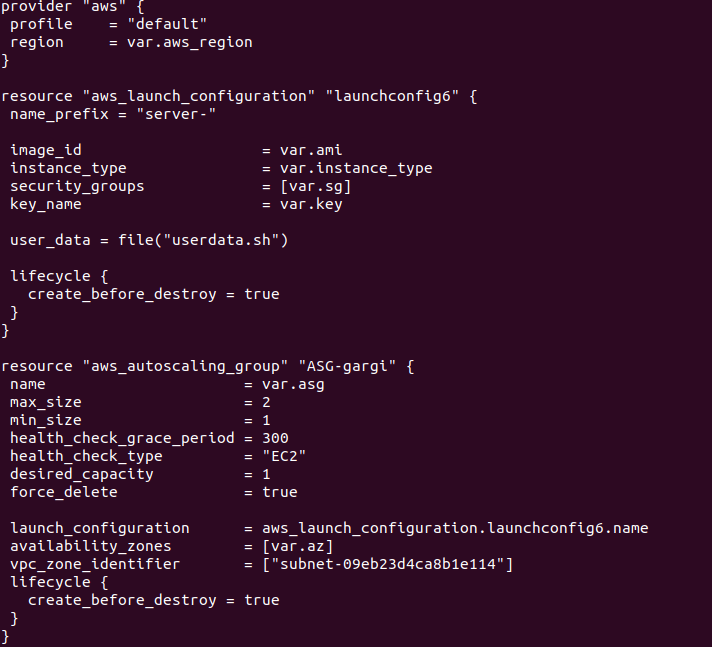 provider "aws" {
 profile    = "default"
 region     = var.aws_region
}
resource "aws_launch_configuration" "launchconfig6" {
 name_prefix = "server-"
 image_id                    = var.ami
 instance_type               = var.instance_type
 security_groups             = [var.sg]
 key_name                    = var.key
 user_data = file("userdata.sh")
 lifecycle {
   create_before_destroy = true
 }
}
resource "aws_autoscaling_group" "ASG-gargi" {
 name                      = var.asg
 max_size                  = 2
 min_size                  = 1
 health_check_grace_period = 300
 health_check_type         = "EC2"
 desired_capacity          = 1
 force_delete              = true
 launch_configuration      = aws_launch_configuration.launchconfig6.name
 availability_zones        = [var.az]
 vpc_zone_identifier       = ["subnet-09eb23d4ca8b1e114"]
 lifecycle {
   create_before_destroy = true
 }
}